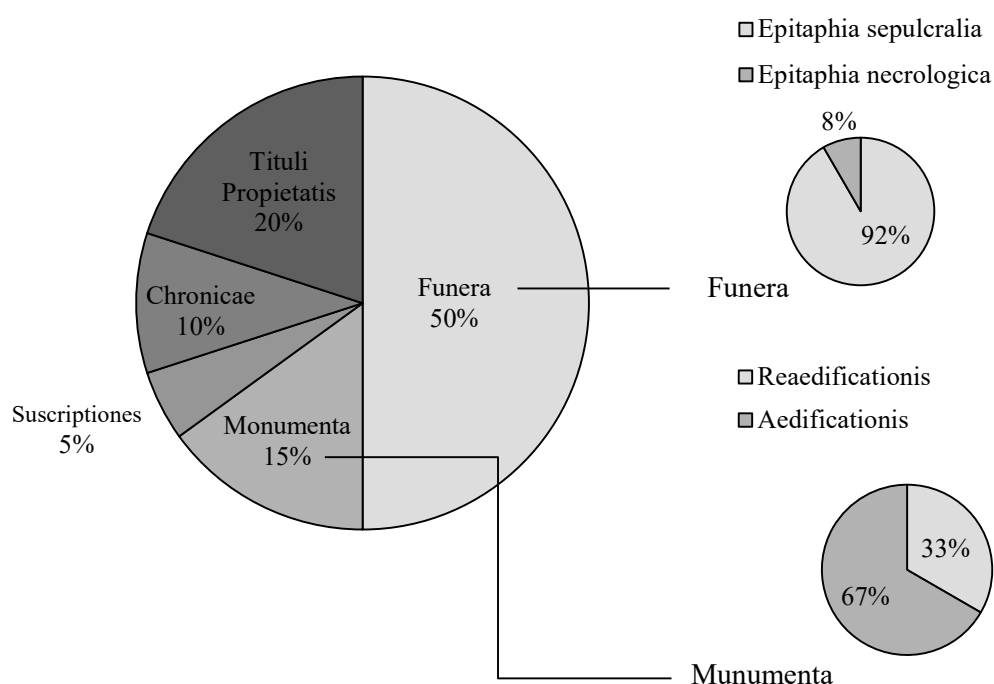 Epitaphia sepulcralia
Epitaphia necrologica
8%
92%
Funera
Tituli
Propietatis
20%
Chronicae
10%
Funera
50%
Suscriptiones
5%
Monumenta
15%
Reaedificationis
Aedificationis
33%
67%
Munumenta